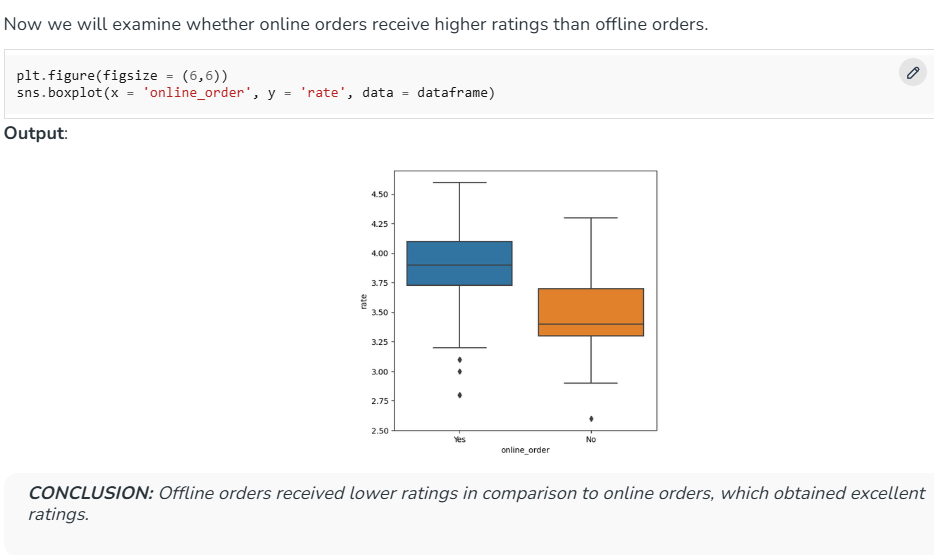 Now we will examine whether online orders receive higher ratings than offline orders.
plt.figure(figsize = (6,6))
sns.boxplot(x = 'online_order', y = 'rate', data = dataframe)
Output:
4.50
4.25
4.00
3.75
3.50
3.25
3.00
2.75
2.50
rate
Yes No
online_order
CONCLUSION: Offline orders received lower ratings in comparison to online orders, which obtained excellent
ratings.